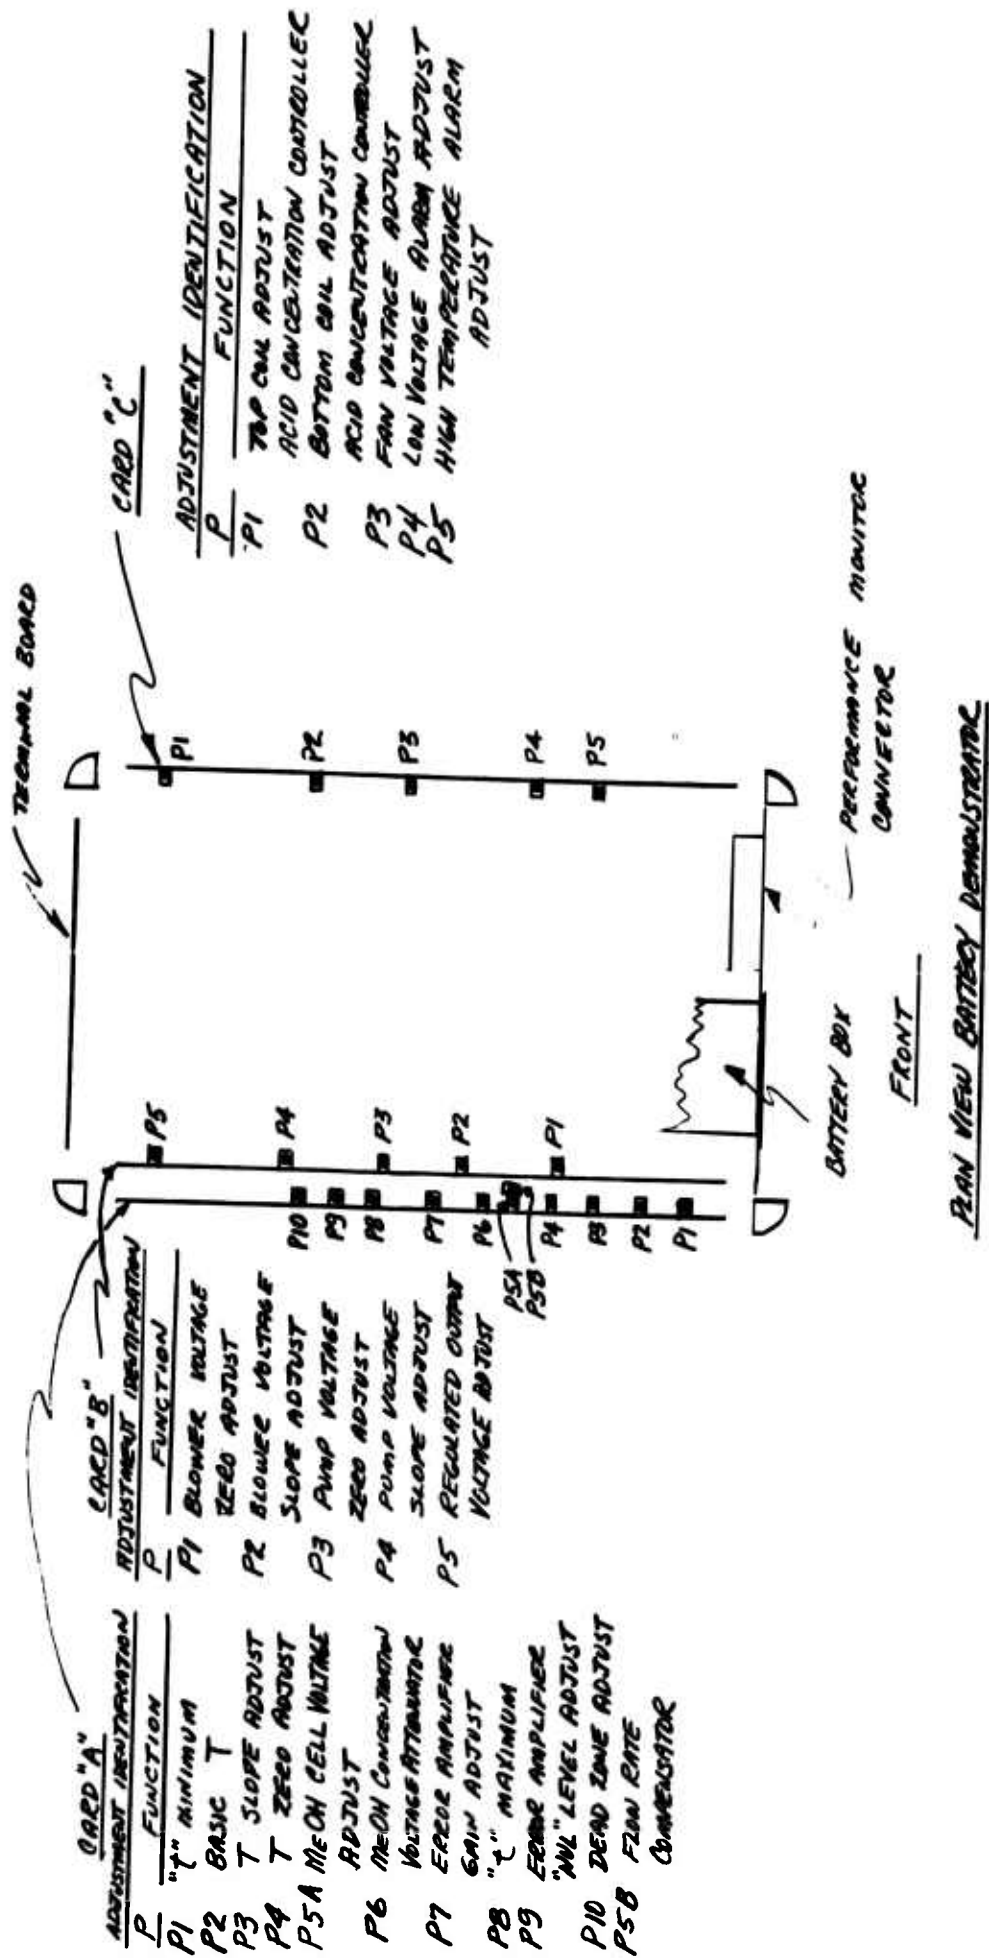 CARD "A"
ADJUSTMENT IDENTIFICATION
P FUNCTION
P1 "t" MINIMUM
P2 BASIC T
P3 T SLOPE ADJUST
P4 T ZERO ADJUST
P5A MeOH CELL VOLTAGE
ADJUST
P6 MeOH CONCENTRATION
VOLTAGE ATTENUATOR
P7 ERROR AMPLIFIER
GAIN ADJUST
P8 "t" MAXIMUM
P9 ERROR AMPLIFIER
"NUL" LEVEL ADJUST
P10 DEAD ZONE ADJUST
P5B FLOW RATE
COMPENSATOR
CARD "B"
ADJUSTMENT IDENTIFICATION
P FUNCTION
P1 BLOWER VOLTAGE
ZERO ADJUST
P2 BLOWER VOLTAGE
SLOPE ADJUST
P3 PUMP VOLTAGE
ZERO ADJUST
P4 PUMP VOLTAGE
SLOPE ADJUST
P5 REGULATED OUTPUT
VOLTAGE ADJUST
P10
P9
P8
P7
P6
P5A
P5B
P4
P3
P2
P1
P5
P4
P3
P2
P1
TERMINAL BOARD
P1
P2
P3
P4
P5
CARD "C"
ADJUSTMENT IDENTIFICATION
P FUNCTION
P1 TOP COIL ADJUST
ACID CONCENTRATION CONTROLLER
P2 BOTTOM COIL ADJUST
ACID CONCENTRATION CONTROLLER
P3 FAN VOLTAGE ADJUST
P4 LOW VOLTAGE ALARM ADJUST
P5 HIGH TEMPERATURE ALARM
ADJUST
BATTERY BOX
PERFORMANCE MONITOR
CONNECTOR
FRONT
PLAN VIEW BATTERY DEMONSTRATOR